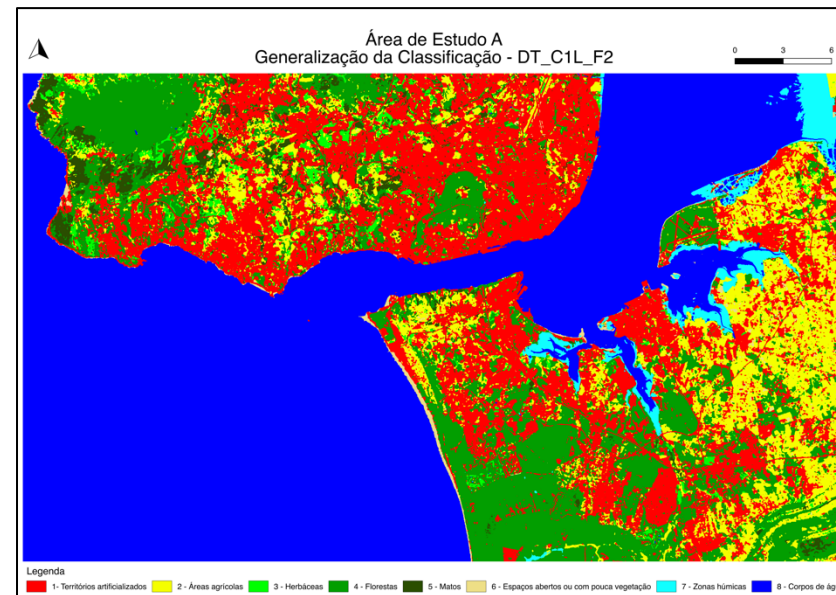 Área de Estudo A
Generalização da Classificação - DT_C1L_F2
0 3 6
Legenda
1- Territórios artificializados 2 - Áreas agrícolas 3 - Herbáceas 4 - Florestas 5 - Matos 6 - Espaços abertos ou com pouca vegetação 7 - Zonas húmicas 8 - Corpos de ág